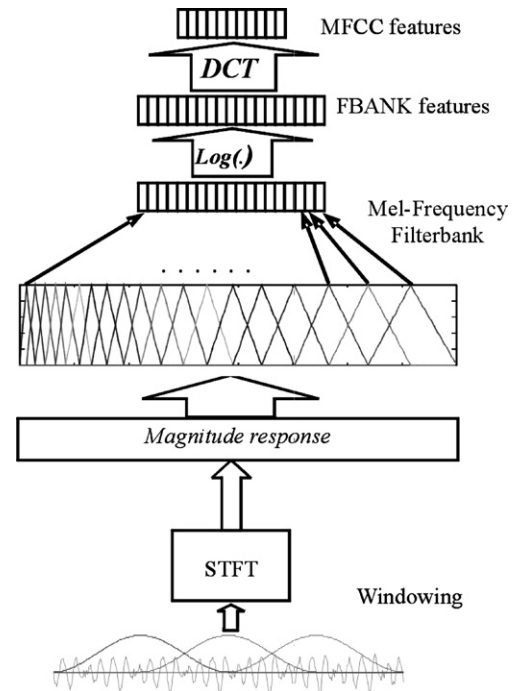 MFCC features
DCT
FBANK features
Log(.)
Mel-Frequency
Filterbank
. . . . . .
Magnitude response
STFT
Windowing